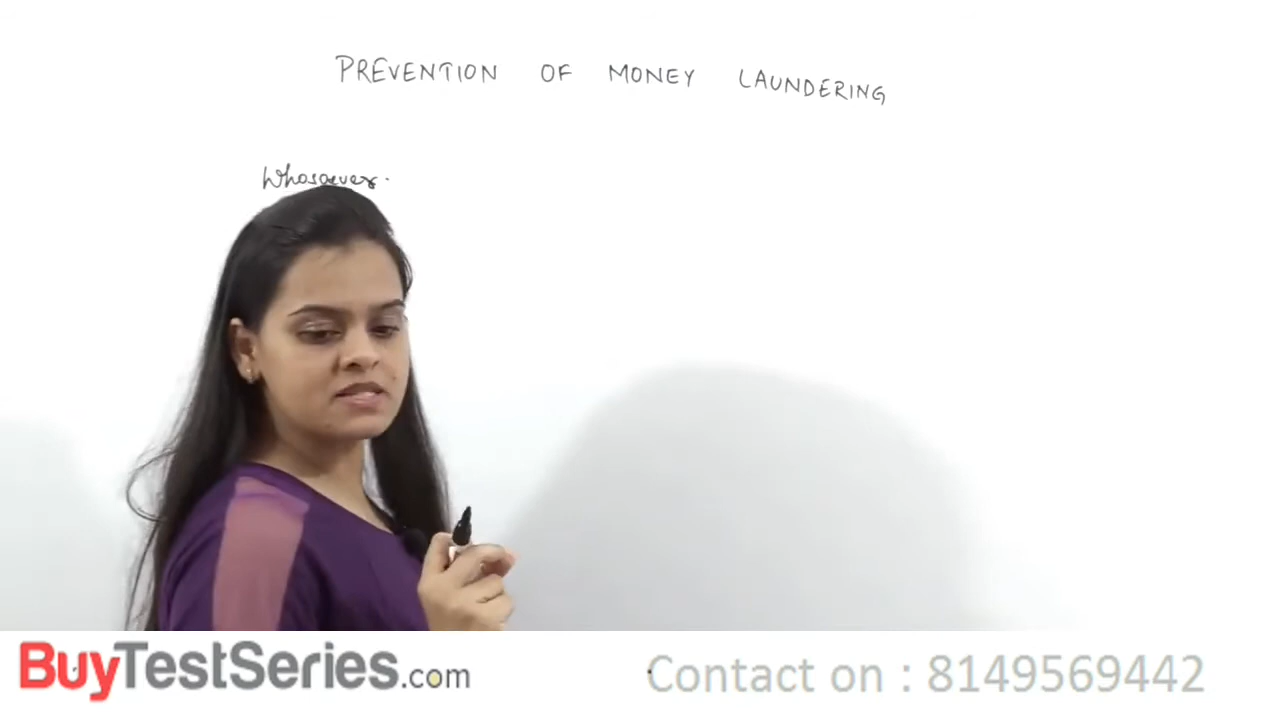 PREVENTION OF MONEY LAUNDERING
Whosoever.
BuyTestSeries.com
Contact on : 8149569442